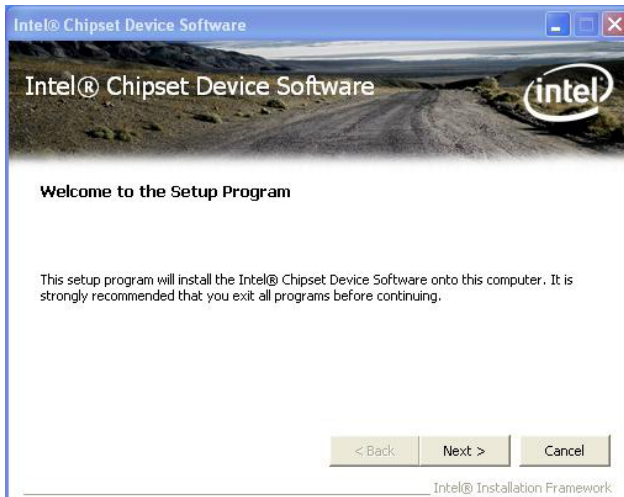 Intel® Chipset Device Software
Intel® Chipset Device Software
intel
Welcome to the Setup Program
This setup program will install the Intel® Chipset Device Software onto this computer. It is
strongly recommended that you exit all programs before continuing.
< Back
Next >
Cancel
Intel® Installation Framework